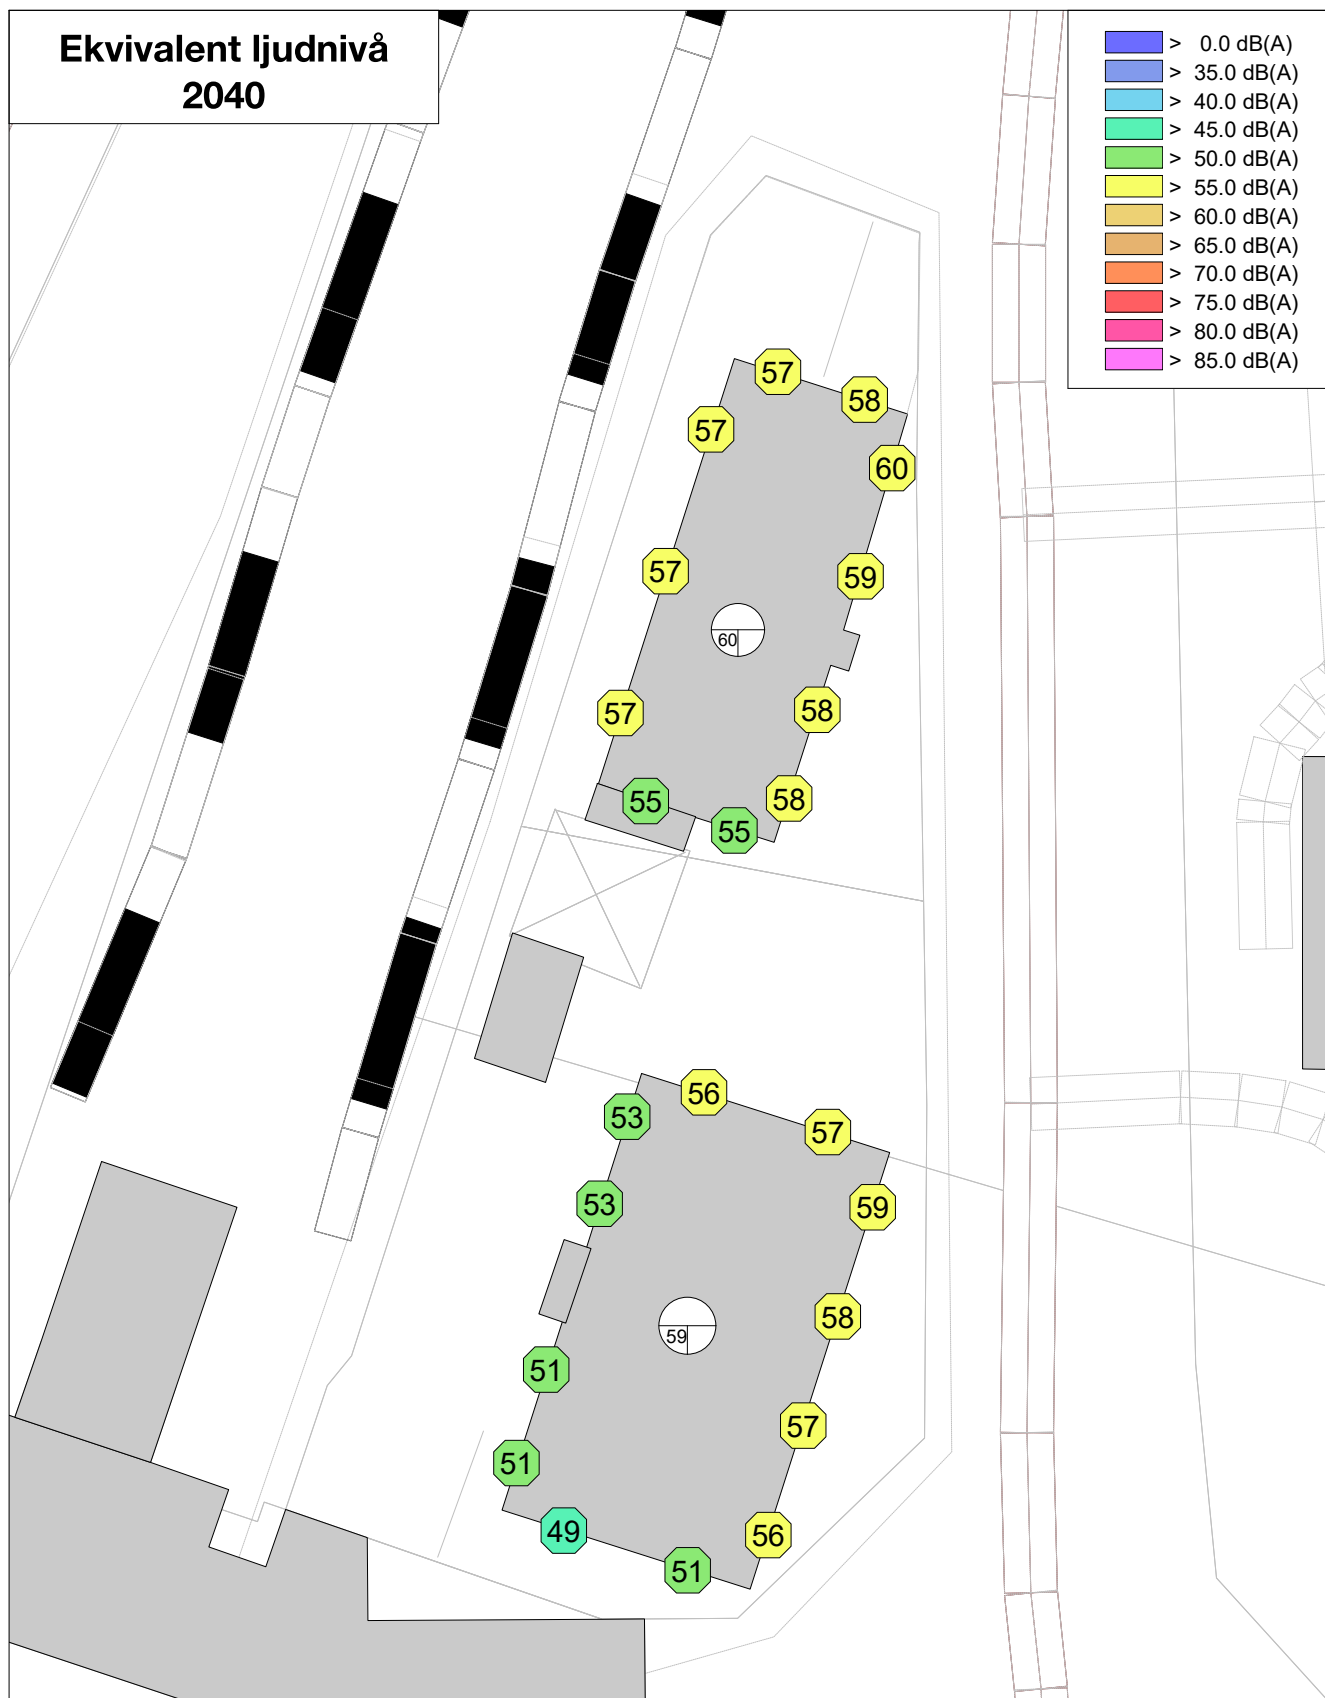 Ekvivalent ljudnivå
2040
> 0.0 dB(A)
> 35.0 dB(A)
> 40.0 dB(A)
> 45.0 dB(A)
> 50.0 dB(A)
> 55.0 dB(A)
> 60.0 dB(A)
> 65.0 dB(A)
> 70.0 dB(A)
> 75.0 dB(A)
> 80.0 dB(A)
> 85.0 dB(A)
57
58
57
60
57
59
60
57
58
55
58
55
56
53
57
53
59
58
59
51
57
51
49
56
51